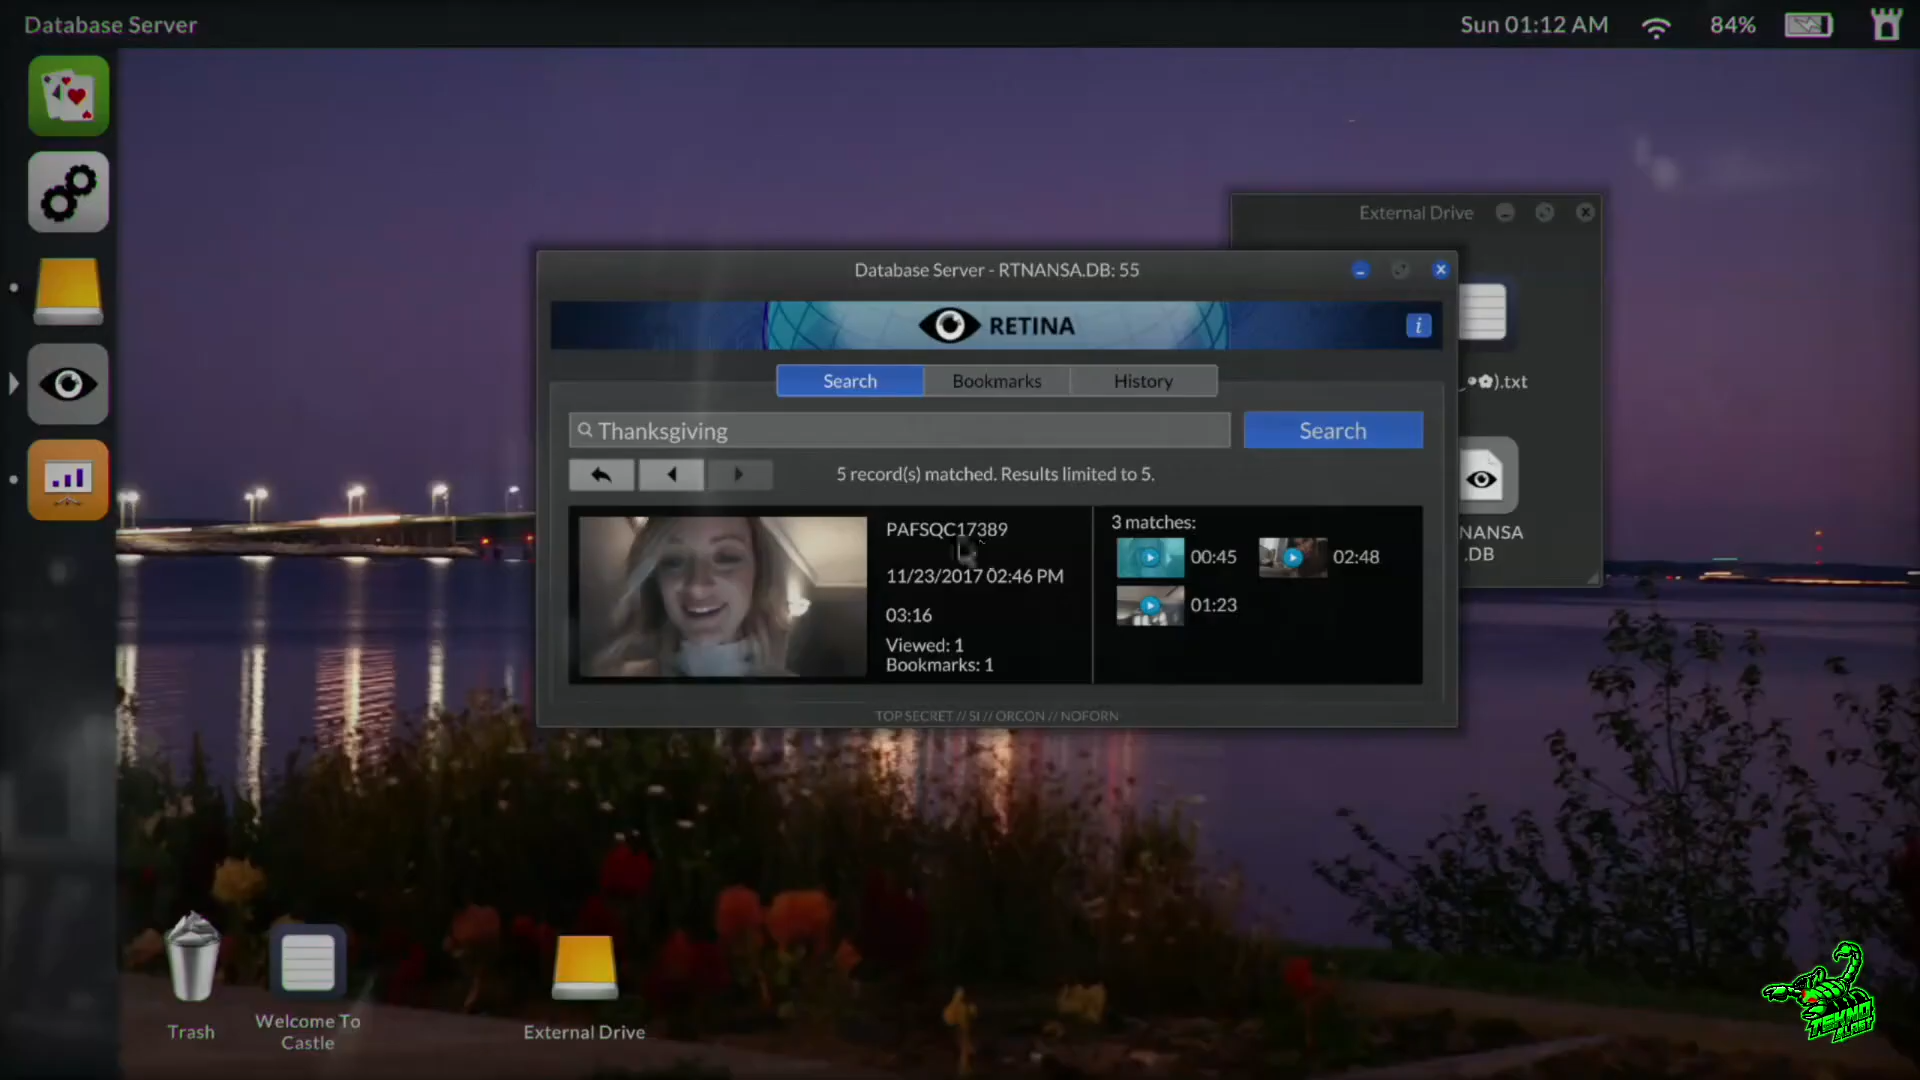 Database Server
Sun 01:12 AM
84%
External Drive
Database Server - RTNANSA.DB: 55
RETINA
i
Search
Bookmarks
History
Thanksgiving
Search
5 record(s) matched. Results limited to 5.
PAFSQC17389
11/23/2017 02:46 PM
03:16
Viewed: 1
Bookmarks: 1
3 matches:
00:45
02:48
01:23
TOP SECRET // SI // ORCON // NOFORN
).txt
NANSA
.DB
Trash
Welcome To
Castle
External Drive
TEKNO